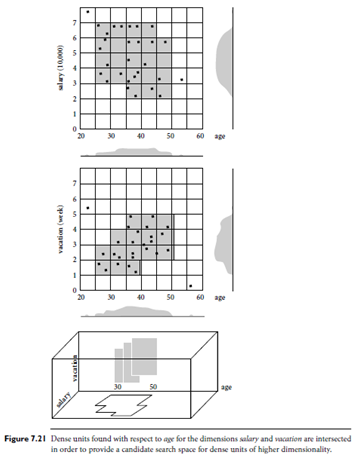 salary (10,000)
7
6
5
4
3
2
1
0
20 30 40 50 60 age
vacation (week)
7
6
5
4
3
2
1
0
20 30 40 50 60 age
vacation
salary
30 50 age
Figure 7.21 Dense units found with respect to age for the dimensions salary and vacation are intersected
in order to provide a candidate search space for dense units of higher dimensionality.